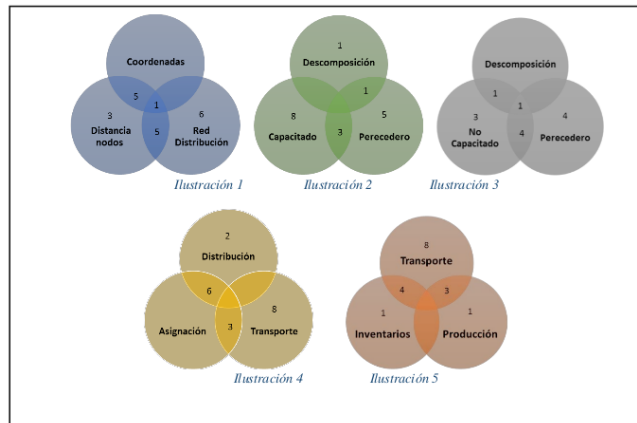 Coordenadas
5
1
3
6
Distancia nodos
5
Red Distribución
Ilustración 1
1
Descomposición
1
8
5
Capacitado
3
Perecedero
Ilustración 2
Descomposición
1
1
3
4
No Capacitado
4
Perecedero
Ilustración 3
2
Distribución
6
8
Asignación
3
Transporte
Ilustración 4
8
Transporte
4
3
1
1
Inventarios
Producción
Ilustración 5